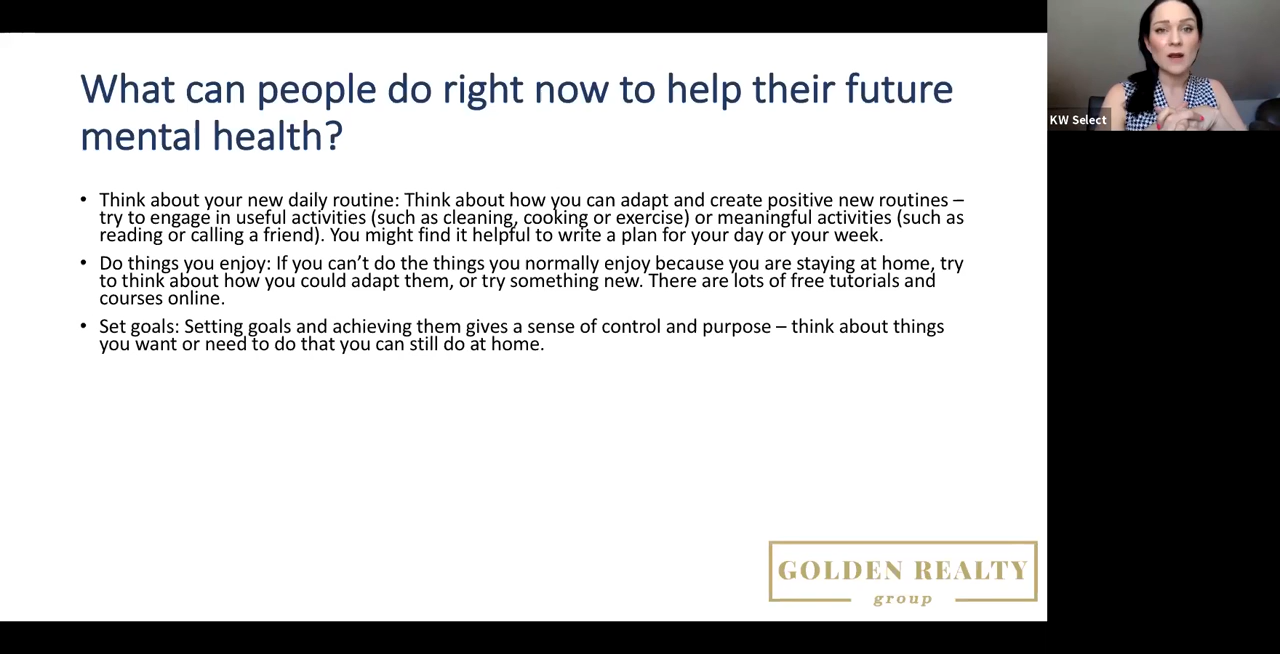 What can people do right now to help their future
mental health?
• Think about your new daily routine: Think about how you can adapt and create positive new routines –
try to engage in useful activities (such as cleaning, cooking or exercise) or meaningful activities (such as
reading or calling a friend). You might find it helpful to write a plan for your day or your week.
• Do things you enjoy: If you can’t do the things you normally enjoy because you are staying at home, try
to think about how you could adapt them, or try something new. There are lots of free tutorials and
courses online.
• Set goals: Setting goals and achieving them gives a sense of control and purpose – think about things
you want or need to do that you can still do at home.
KW Select
GOLDEN REALTY
group